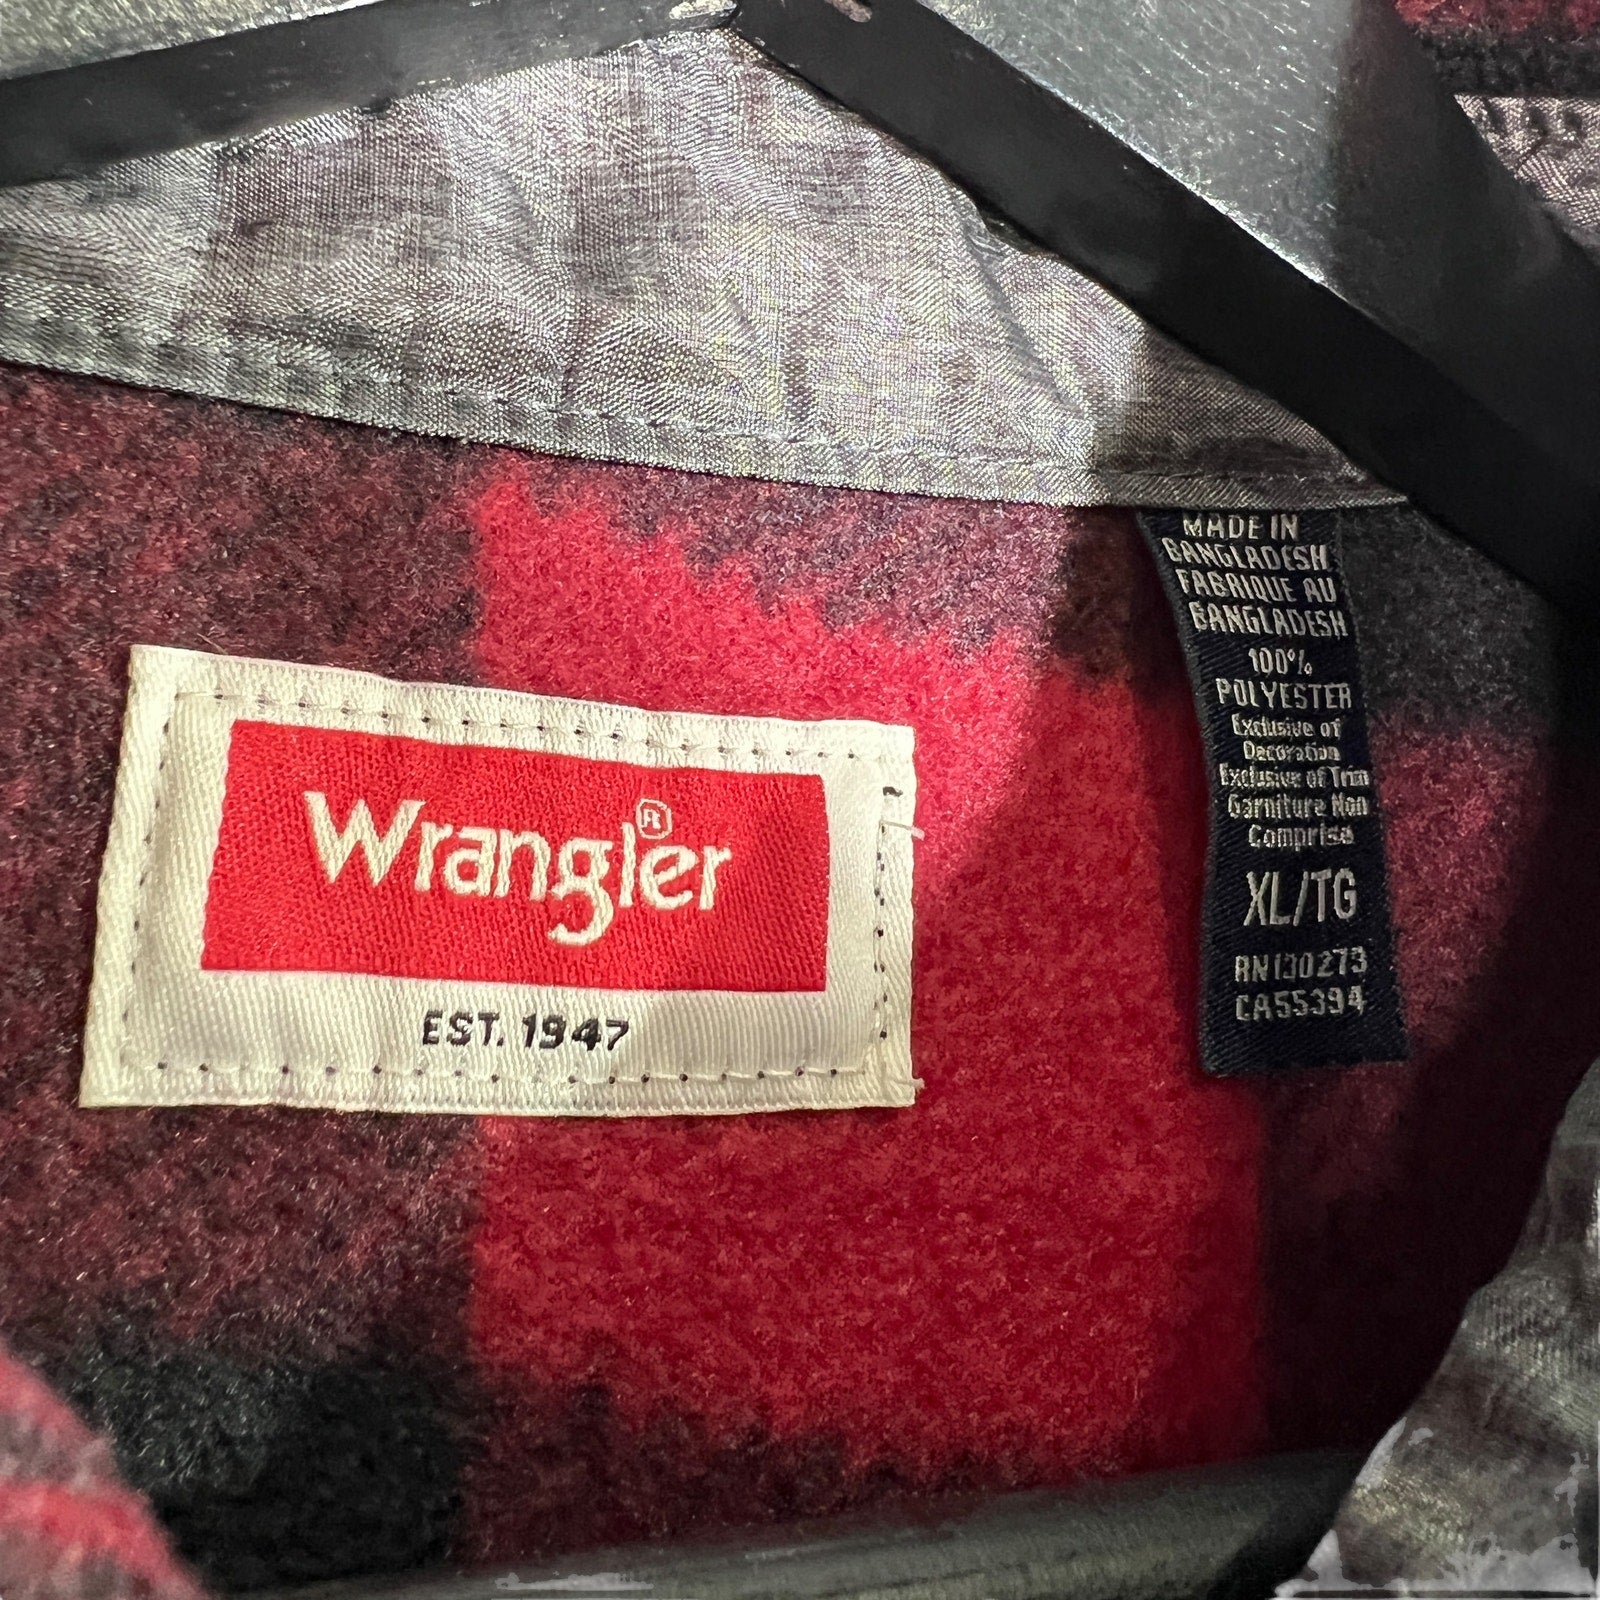 Wrangler®
EST. 1947
MADE IN
BANGLADESH
FABRIQUE AU
BANGLADESH
100%
POLYESTER
Exclusive of
Decoration
Exclusive of Trim
Garniture Non
Comprise
XL/TG
RN130273
CA55394